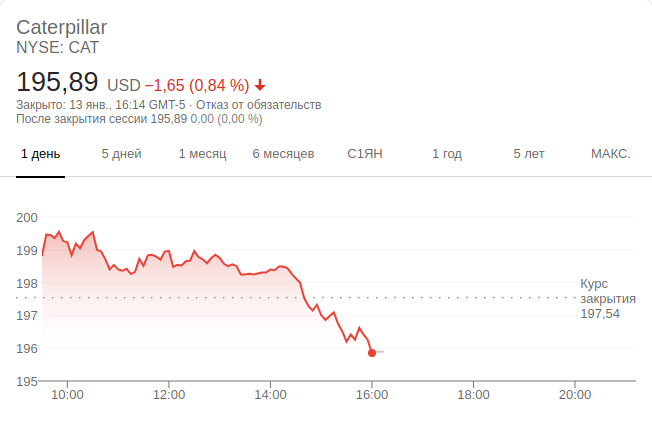 Caterpillar
NYSE: CAT
195,89 USD −1,65 (0,84 %)
Закрыто: 13 янв., 16:14 GMT-5 · Отказ от обязательств
После закрытия сессии 195,89 0,00 (0,00 %)
1 день 5 дней 1 месяц 6 месяцев С1ЯН 1 год 5 лет МАКС.
200
199
198
197
196
195
Курс
закрытия
197,54
10:00 12:00 14:00 16:00 18:00 20:00